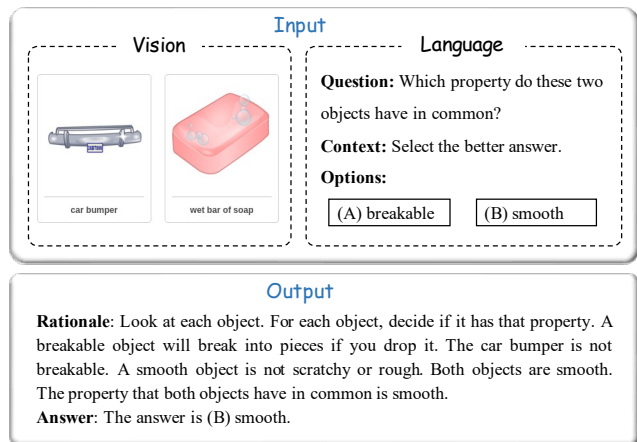 Input
Vision
Language
car bumper
wet bar of soap
Question: Which property do these two
objects have in common?
Context: Select the better answer.
Options:
(A) breakable
(B) smooth
Output
Rationale: Look at each object. For each object, decide if it has that property. A
breakable object will break into pieces if you drop it. The car bumper is not
breakable. A smooth object is not scratchy or rough. Both objects are smooth.
The property that both objects have in common is smooth.
Answer: The answer is (B) smooth.